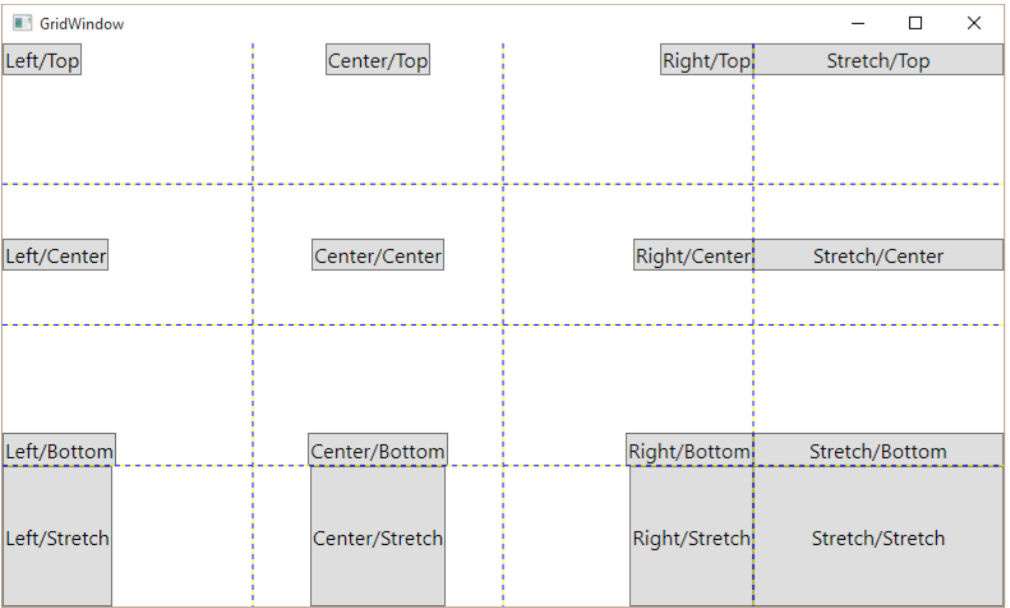 GridWindow
Left/Top
Center/Top
Right/Top
Stretch/Top
Left/Center
Center/Center
Right/Center
Stretch/Center
Left/Bottom
Center/Bottom
Right/Bottom
Stretch/Bottom
Left/Stretch
Center/Stretch
Right/Stretch
Stretch/Stretch